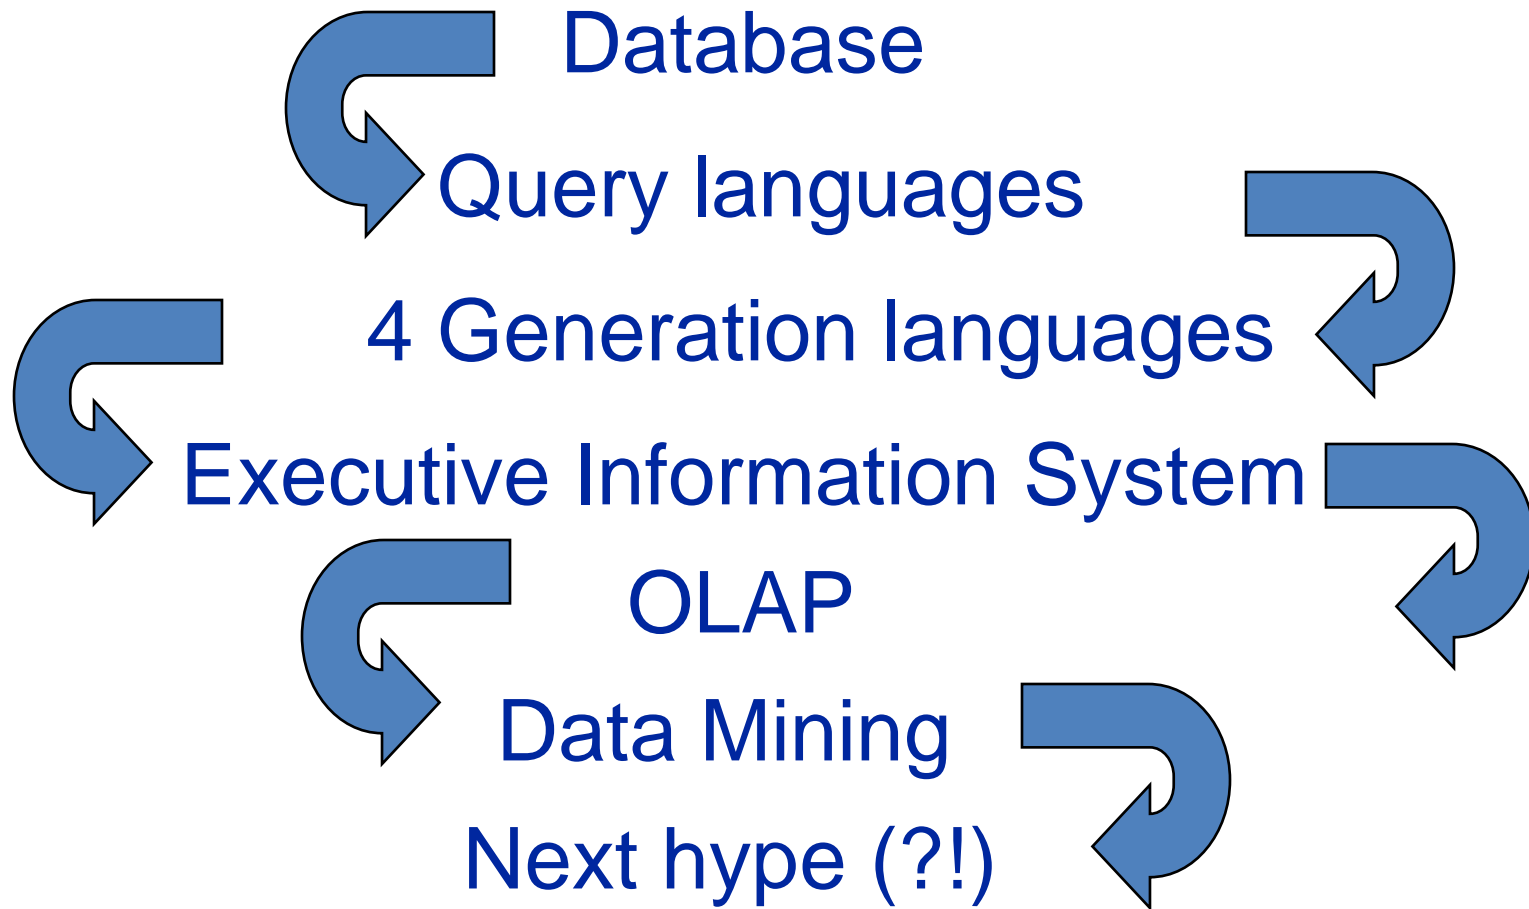 Database
Query languages
4 Generation languages
Executive Information System
OLAP
Data Mining
Next hype (?!)